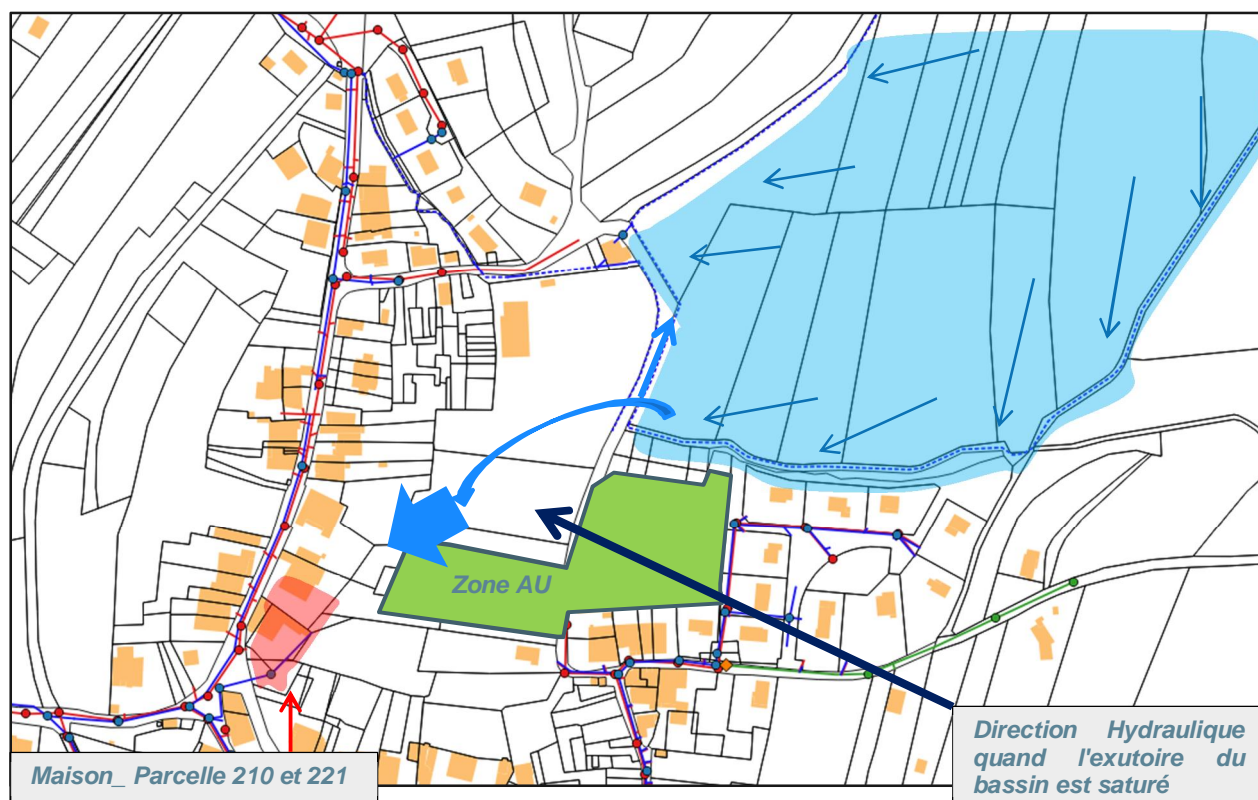 Zone AU
Maison_ Parcelle 210 et 221
Direction Hydraulique
quand l'exutoire du
bassin est saturé